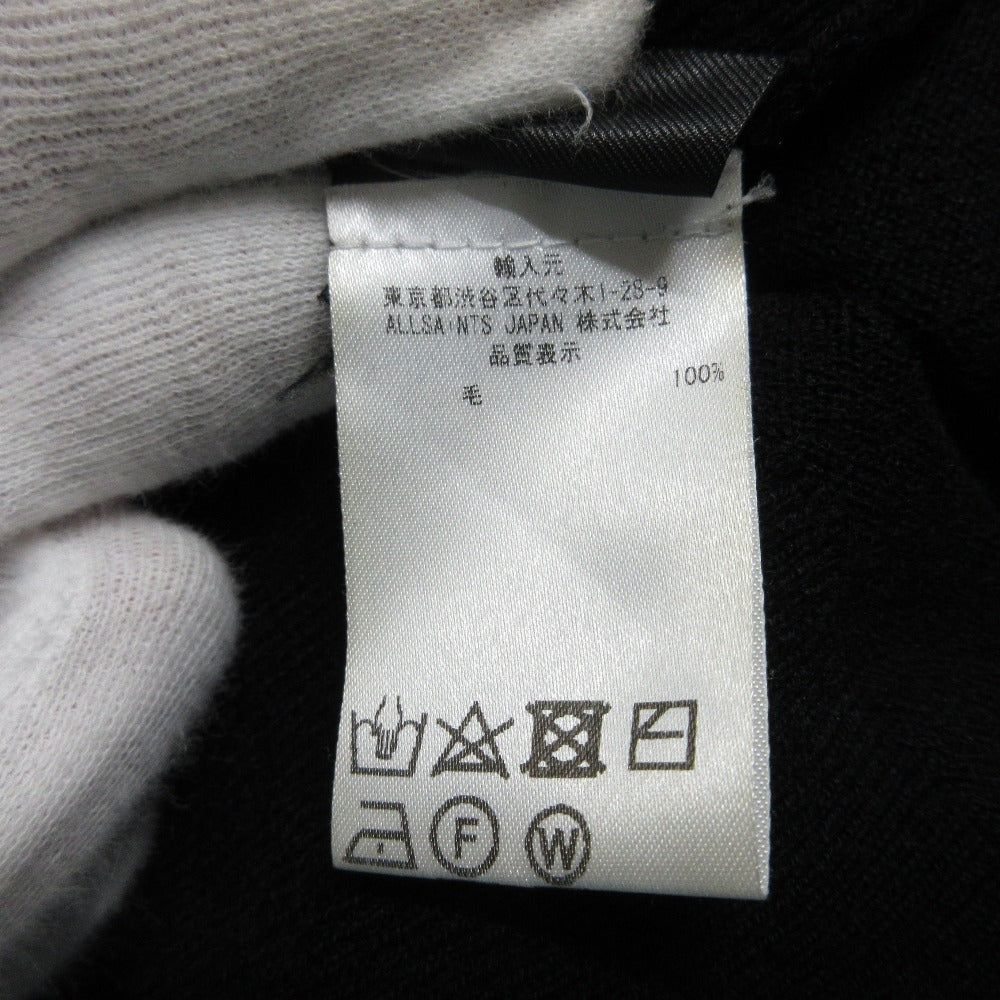 輸入元
東京都渋谷区代々木1-28-9
ALLSAINTS JAPAN 株式会社
品質表示
毛 100%
F W